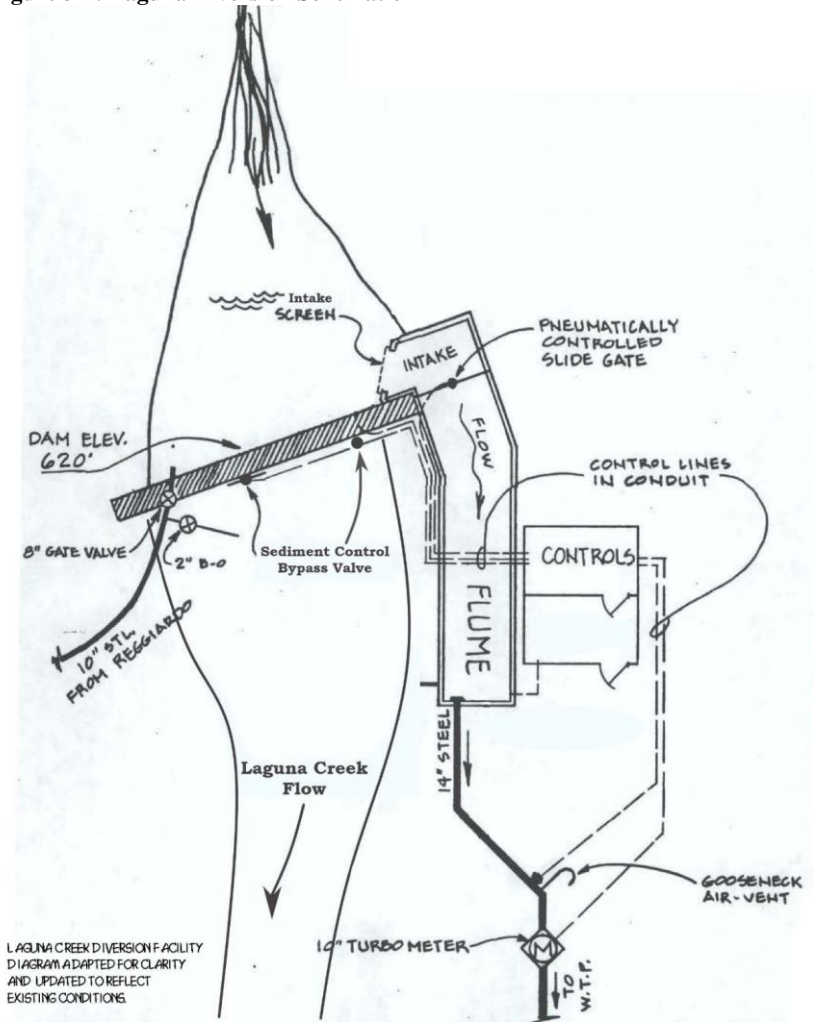 Intake
SCREEN
PNEUMATICALLY
CONTROLLED
SLIDE GATE
INTAKE
FLOW
DAM ELEV.
620'
CONTROL LINES
IN CONDUIT
8" GATE VALVE
2" B-O
Sediment Control
Bypass Valve
CONTROLS
10" STL.
FROM REGGIARDO
FLUME
14" STEEL
Laguna Creek
Flow
GOOSENECK
AIR-VENT
10" TURBO METER
M
TO
W.T.P.
LAGUNA CREEK DIVERSION FACILITY
DIAGRAM ADAPTED FOR CLARITY
AND UPDATED TO REFLECT
EXISTING CONDITIONS.